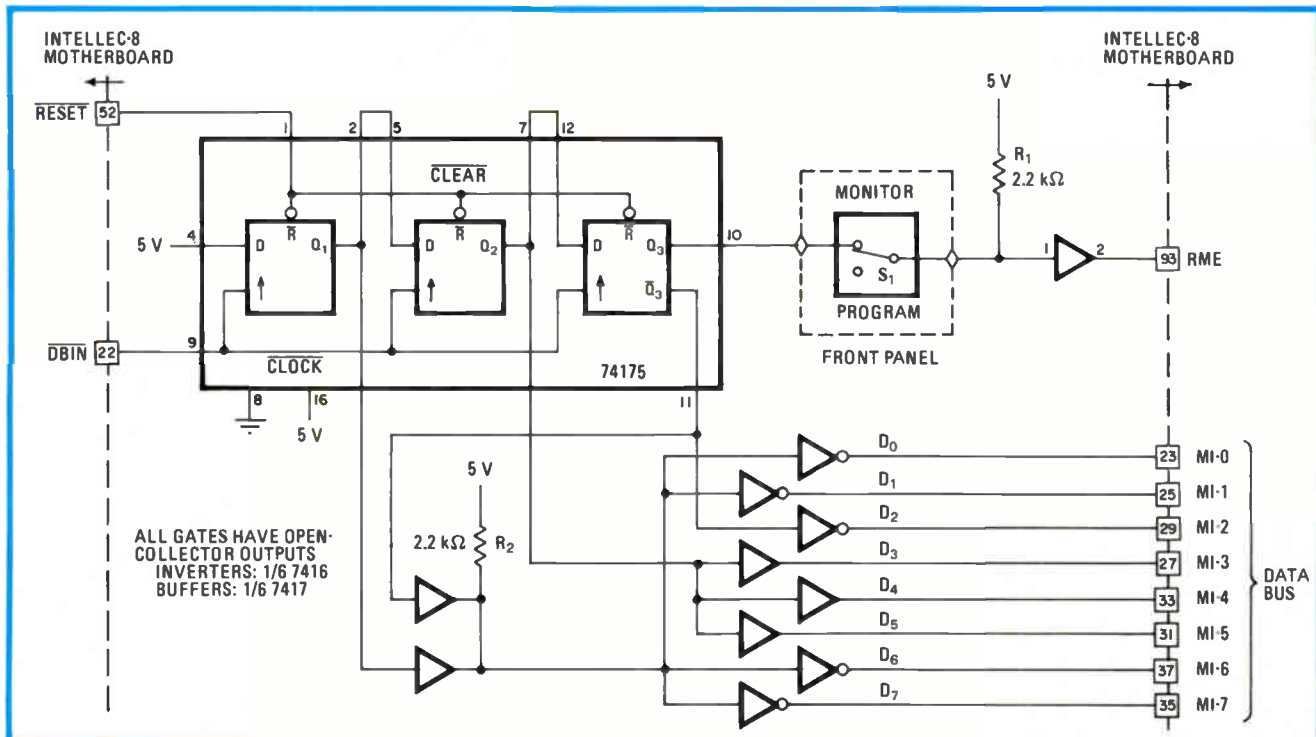 INTELLEC-8
MOTHERBOARD
INTELLEC-8
MOTHERBOARD
RESET
52
5 V
R1
2.2 kΩ
1
2
5
7
12
CLEAR
MONITOR
4
5 V
D
R
Q1
D
R
Q2
D
R
Q3
Q3
10
S1
PROGRAM
FRONT PANEL
1
2
93
RME
DBIN
22
9
CLOCK
74175
8
16
5 V
11
5 V
2.2 kΩ
R2
ALL GATES HAVE OPEN-
COLLECTOR OUTPUTS
INVERTERS: 1/6 7416
BUFFERS: 1/6 7417
D0
23
MI-0
D1
25
MI-1
D2
29
MI-2
D3
27
MI-3
D4
33
MI-4
D5
31
MI-5
D6
37
MI-6
D7
35
MI-7
DATA
BUS